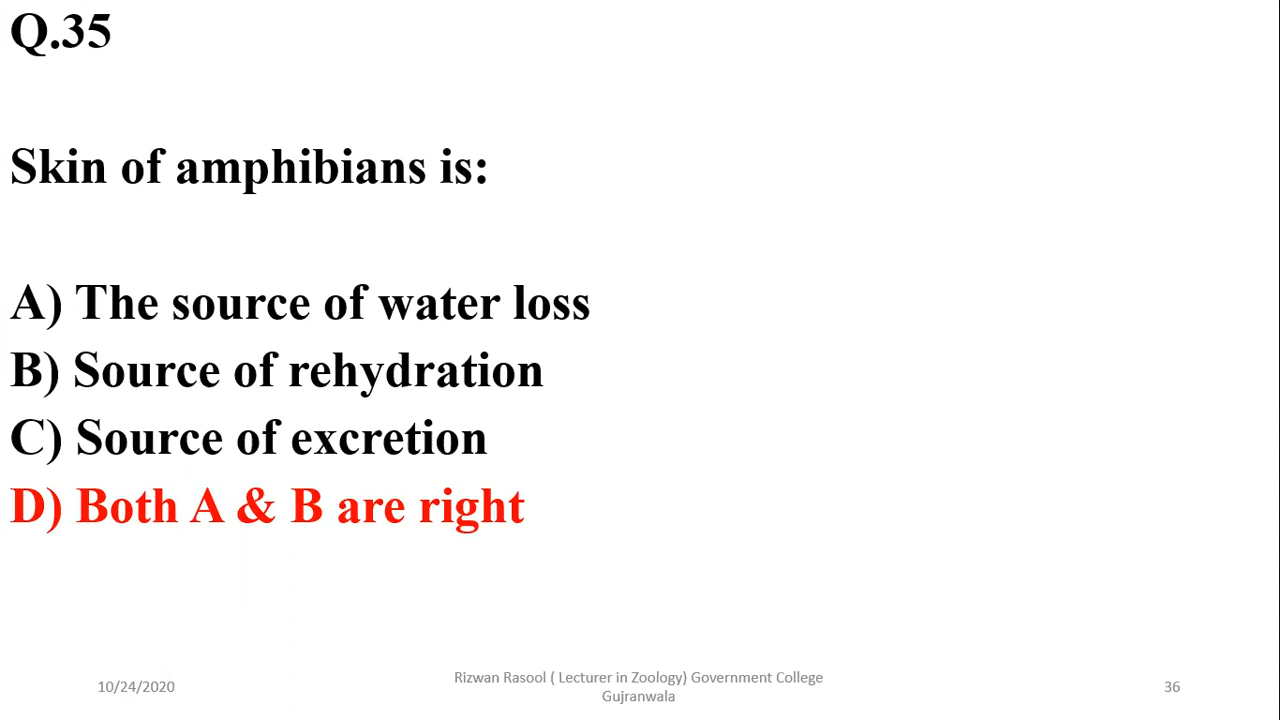 Q.35
Skin of amphibians is:
A) The source of water loss
B) Source of rehydration
C) Source of excretion
D) Both A & B are right
10/24/2020
Rizwan Rasool ( Lecturer in Zoology) Government College
Gujranwala
36